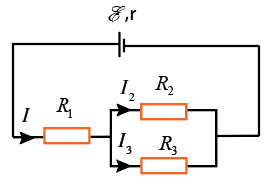 ℰ,r
I₂ R₂
I R₁
I₃ R₃